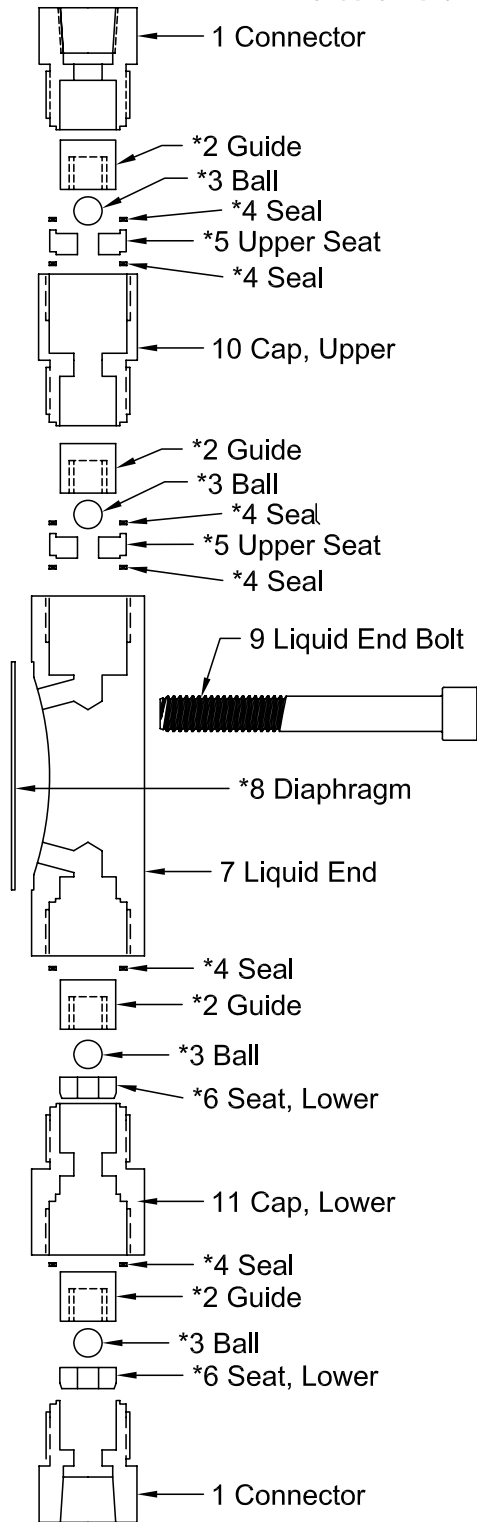 1 Connector
*2 Guide
*3 Ball
*4 Seal
*5 Upper Seat
*4 Seal
10 Cap, Upper
*2 Guide
*3 Ball
*4 Seal
*5 Upper Seat
*4 Seal
9 Liquid End Bolt
*8 Diaphragm
7 Liquid End
*4 Seal
*2 Guide
*3 Ball
*6 Seat, Lower
11 Cap, Lower
*4 Seal
*2 Guide
*3 Ball
*6 Seat, Lower
1 Connector